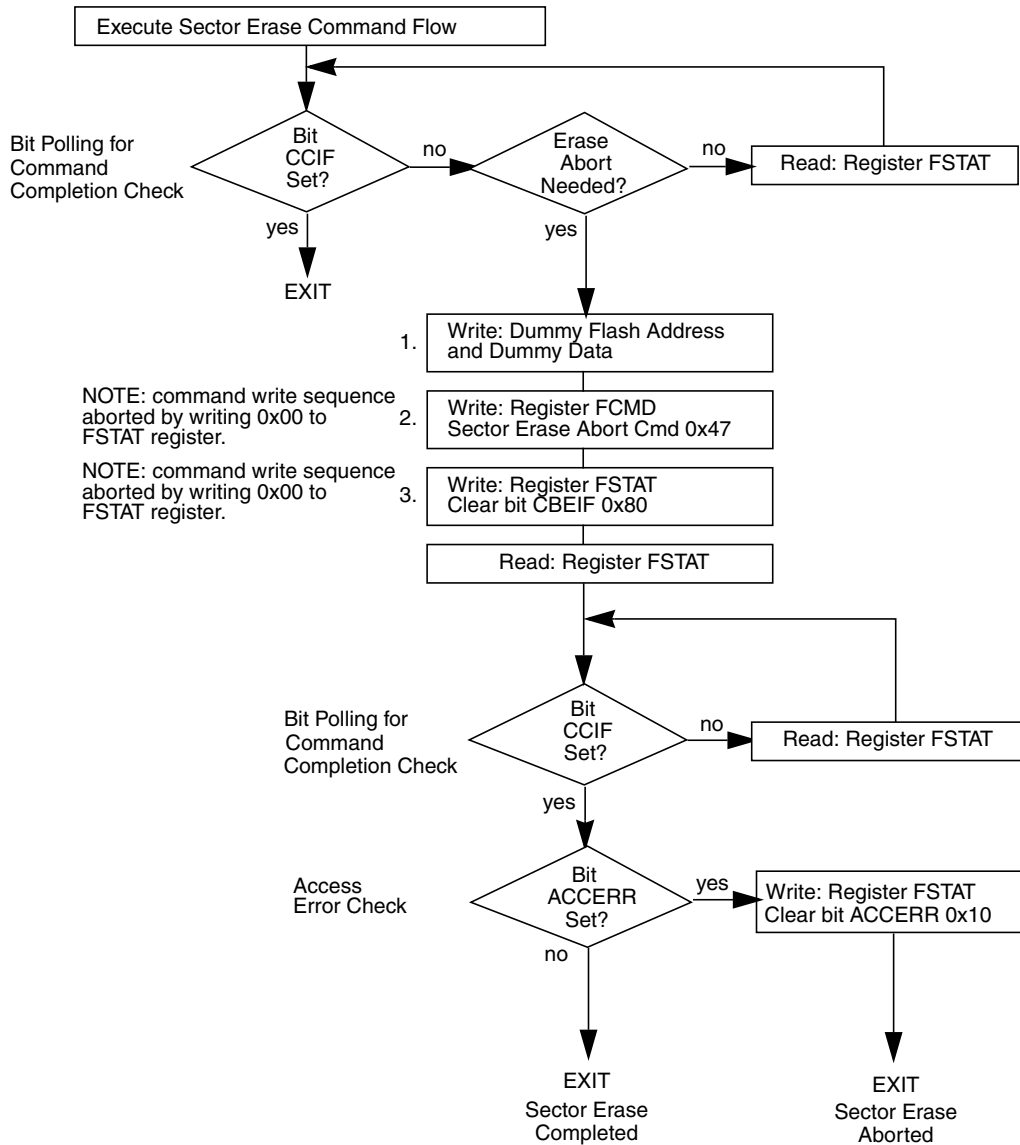 Execute Sector Erase Command Flow
Bit Polling for
Command
Completion Check
Bit
CCIF
Set?
no
Erase
Abort
Needed?
no
Read: Register FSTAT
yes
EXIT
yes
1.
Write: Dummy Flash Address
and Dummy Data
NOTE: command write sequence
aborted by writing 0x00 to
FSTAT register.
2.
Write: Register FCMD
Sector Erase Abort Cmd 0x47
NOTE: command write sequence
aborted by writing 0x00 to
FSTAT register.
3.
Write: Register FSTAT
Clear bit CBEIF 0x80
Read: Register FSTAT
Bit Polling for
Command
Completion Check
Bit
CCIF
Set?
no
Read: Register FSTAT
yes
Access
Error Check
Bit
ACCERR
Set?
yes
Write: Register FSTAT
Clear bit ACCERR 0x10
no
EXIT
Sector Erase
Completed
EXIT
Sector Erase
Aborted